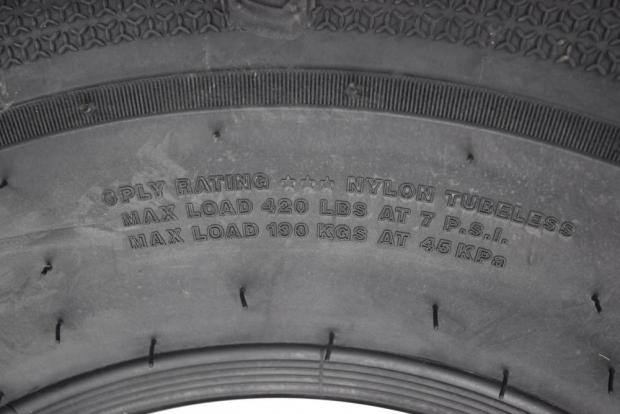 6PLY RATING ☆☆☆ NYLON TUBELESS
MAX LOAD 420 LBS AT 7 P.S.I.
MAX LOAD 190 KGS AT 45 KPa